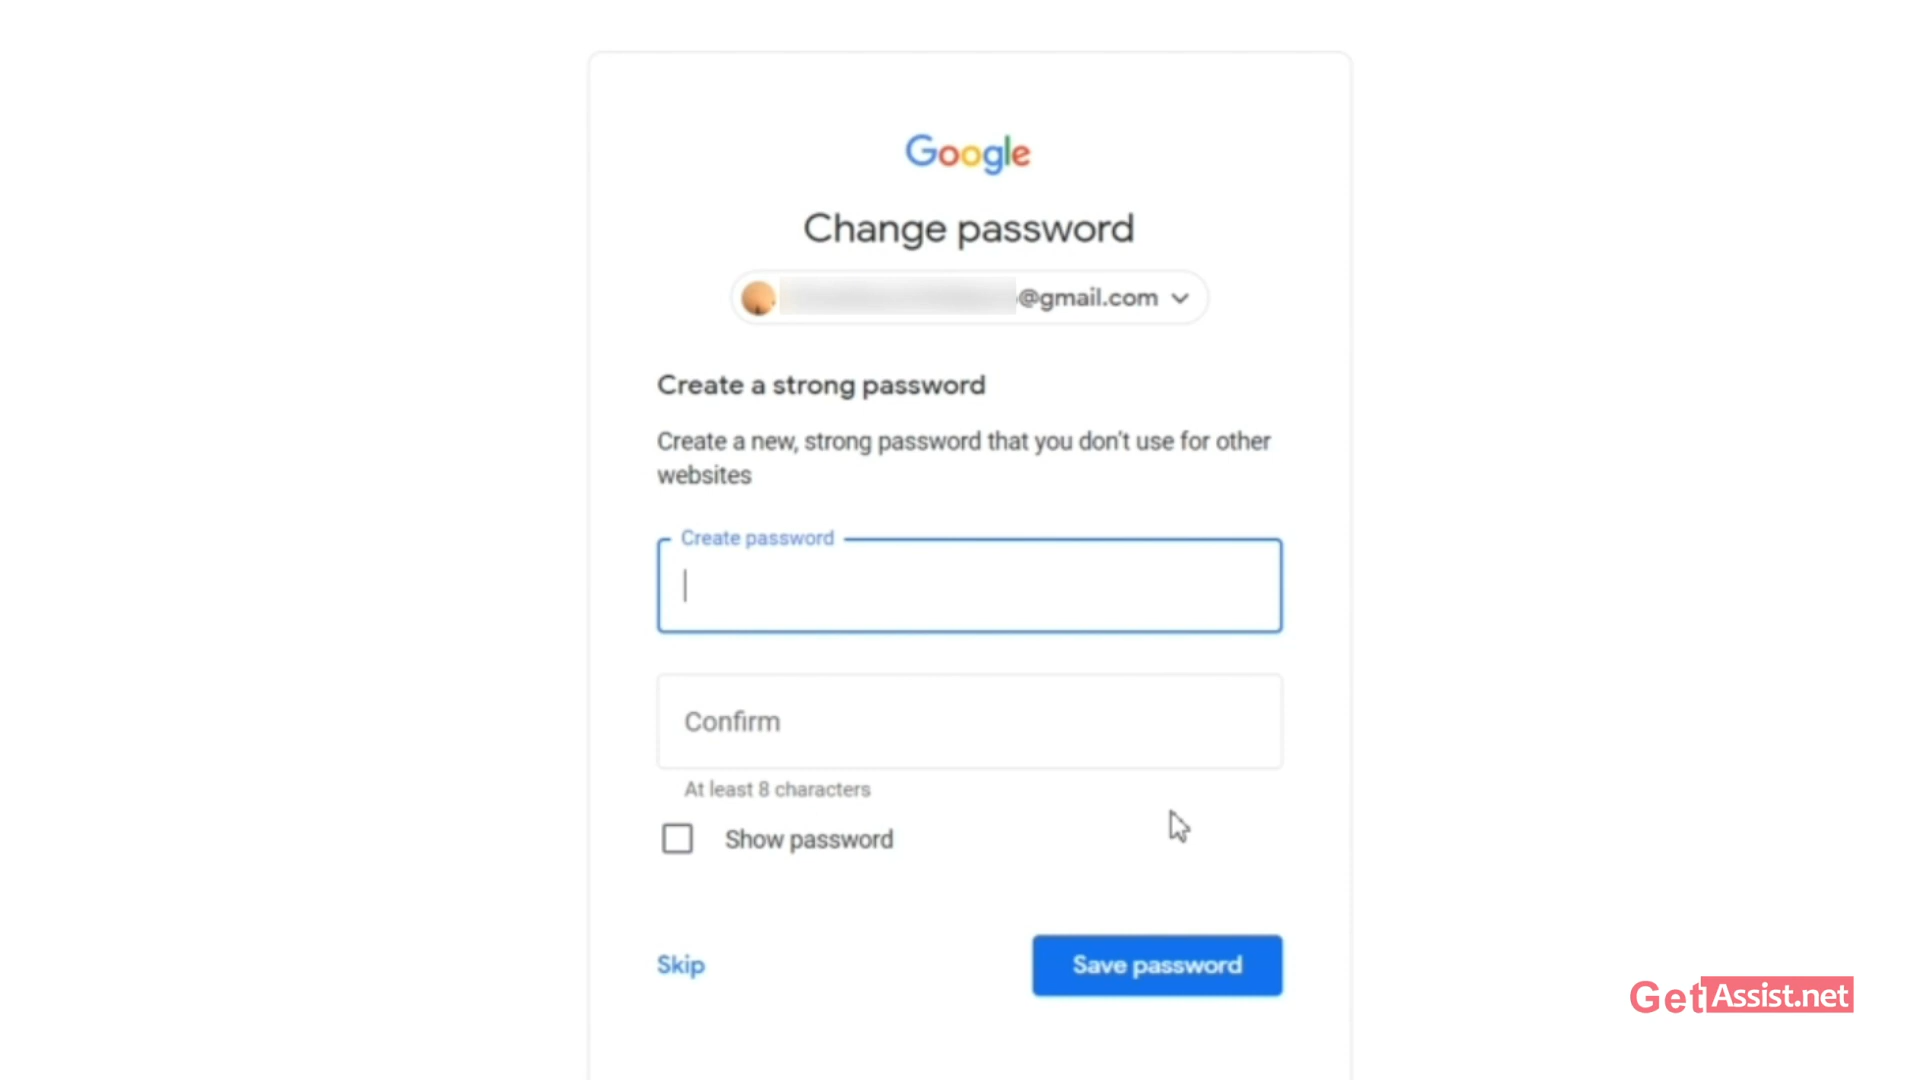 Google
Change password
@gmail.com
Create a strong password
Create a new, strong password that you don't use for other
websites
Create password
Confirm
At least 8 characters
Show password
Skip
Save password
GetAssist.net